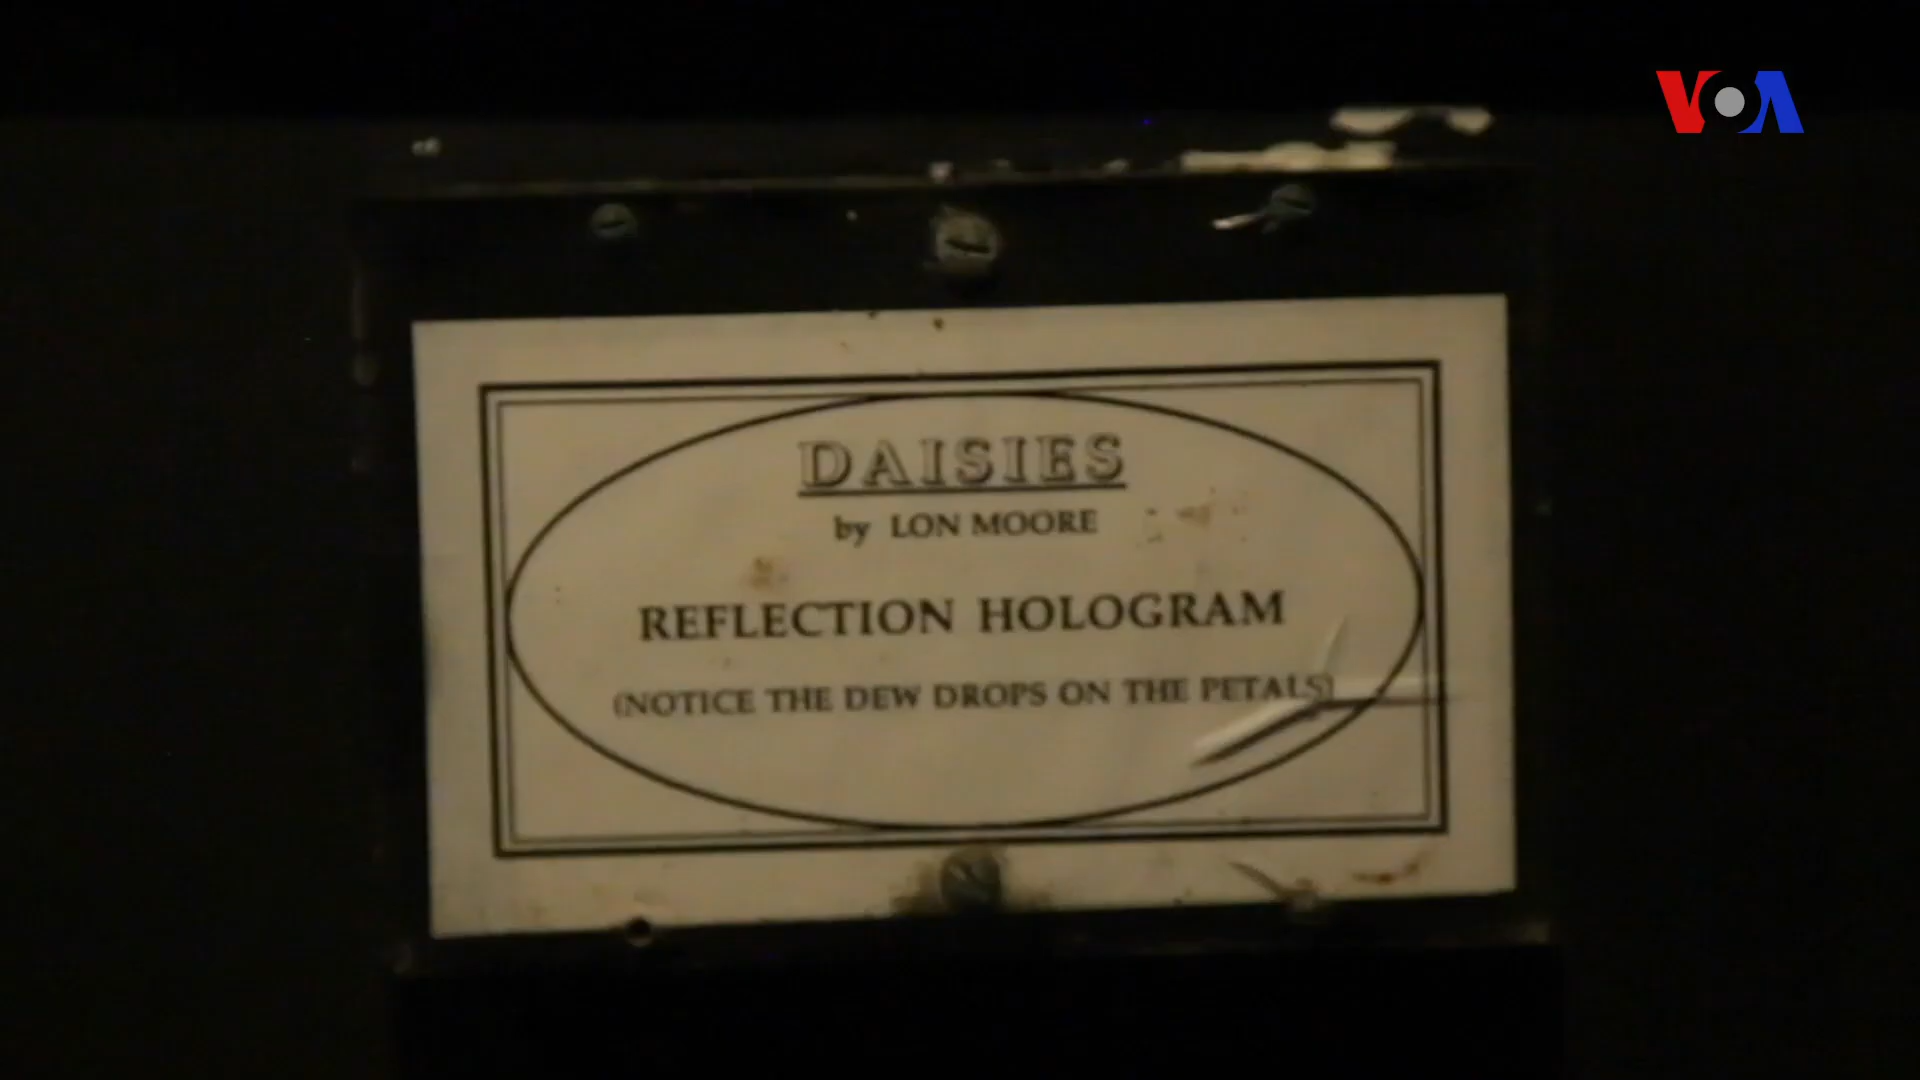 VOA
DAISIES
by LON MOORE
REFLECTION HOLOGRAM
(NOTICE THE DEW DROPS ON THE PETALS)